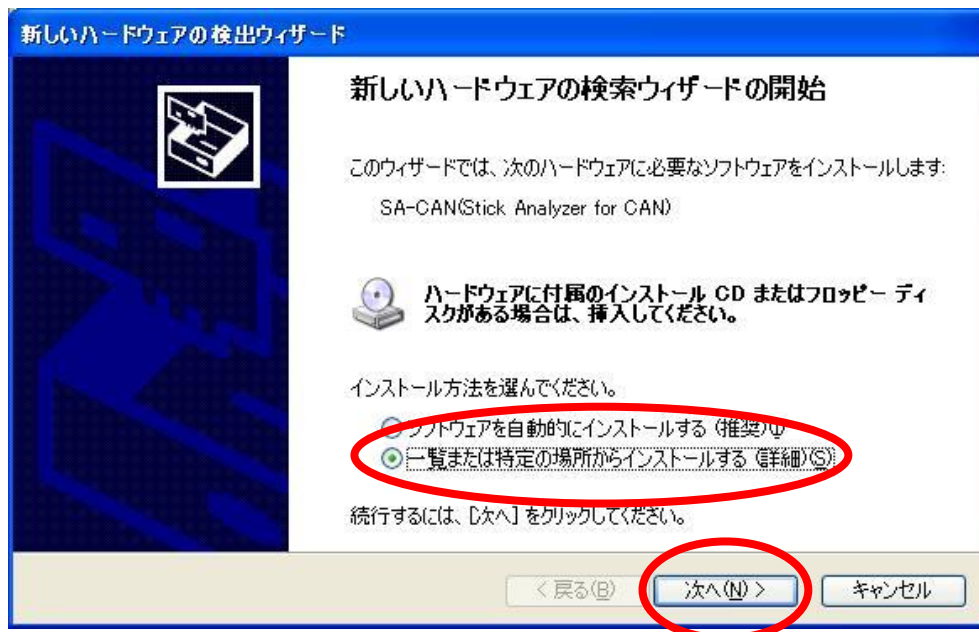 新しいハードウェアの検出ウィザード
新しいハードウェアの検索ウィザードの開始
このウィザードでは、次のハードウェアに必要なソフトウェアをインストールします:
SA-CAN(Stick Analyzer for CAN)
ハードウェアに付属のインストール CD またはフロッピー ディ
スクがある場合は、挿入してください。
インストール方法を選んでください。
ソフトウェアを自動的にインストールする (推奨)(I)
一覧または特定の場所からインストールする (詳細)(S)
続行するには、[次へ] をクリックしてください。
< 戻る(B)
次へ(N) >
キャンセル